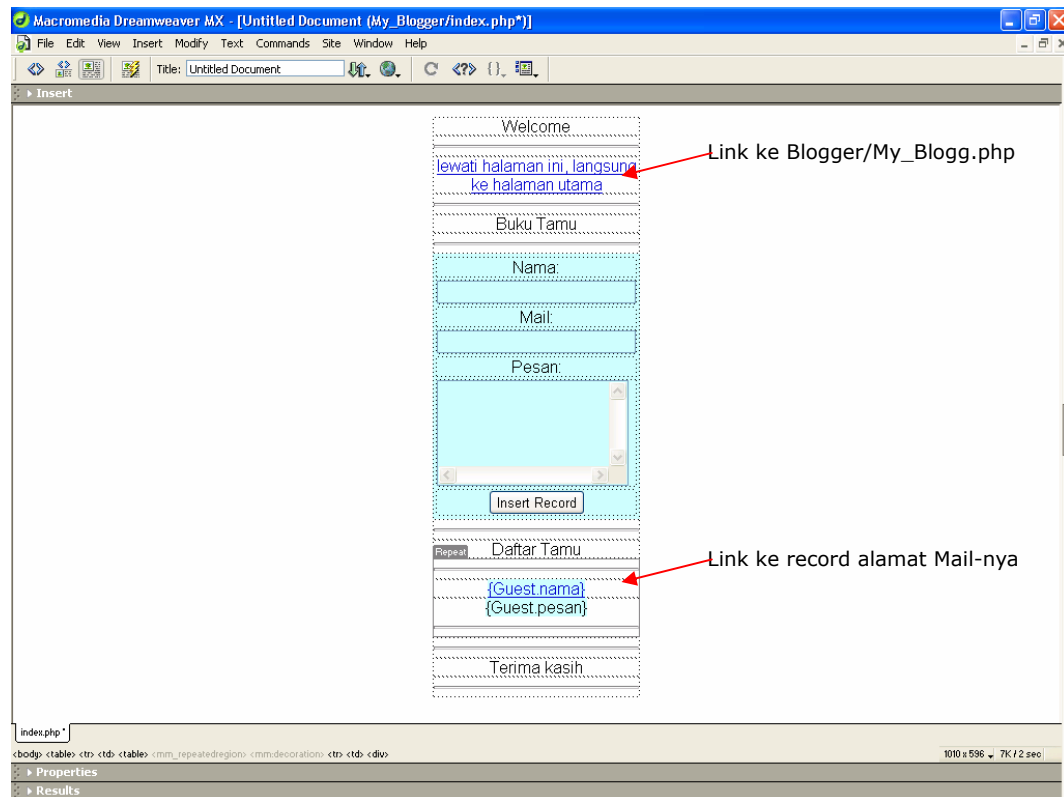 Macromedia Dreamweaver MX - [Untitled Document (My_Blogger/index.php*)]
File Edit View Insert Modify Text Commands Site Window Help
Title: Untitled Document
Insert
Welcome
Link ke Blogger/My_Blogg.php
lewati halaman ini, langsung
ke halaman utama
Buku Tamu
Nama:
Mail:
Pesan:
Insert Record
Repeat Daftar Tamu
Link ke record alamat Mail-nya
{Guest.nama}
{Guest.pesan}
Terima kasih
index.php*
<body> <table> <tr> <td> <table> <mm_repeatedregion> <mm:decoration> <tr> <td> <div> 1010 x 596 7K / 2 sec
Properties
Results